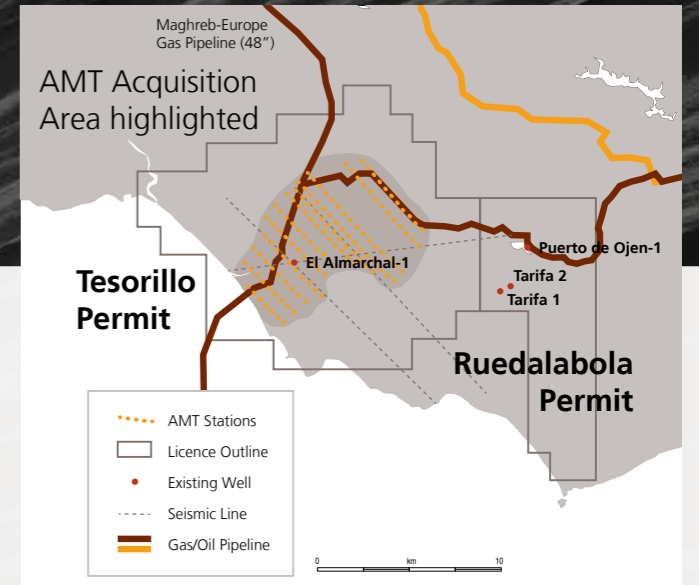 Maghreb-Europe
Gas Pipeline (48”)
AMT Acquisition
Area highlighted
Puerto de Ojen-1
El Almarchal-1
Tarifa 2
Tarifa 1
Tesorillo
Permit
Ruedalabola
Permit
AMT Stations
Licence Outline
Existing Well
Seismic Line
Gas/Oil Pipeline
0 km 10